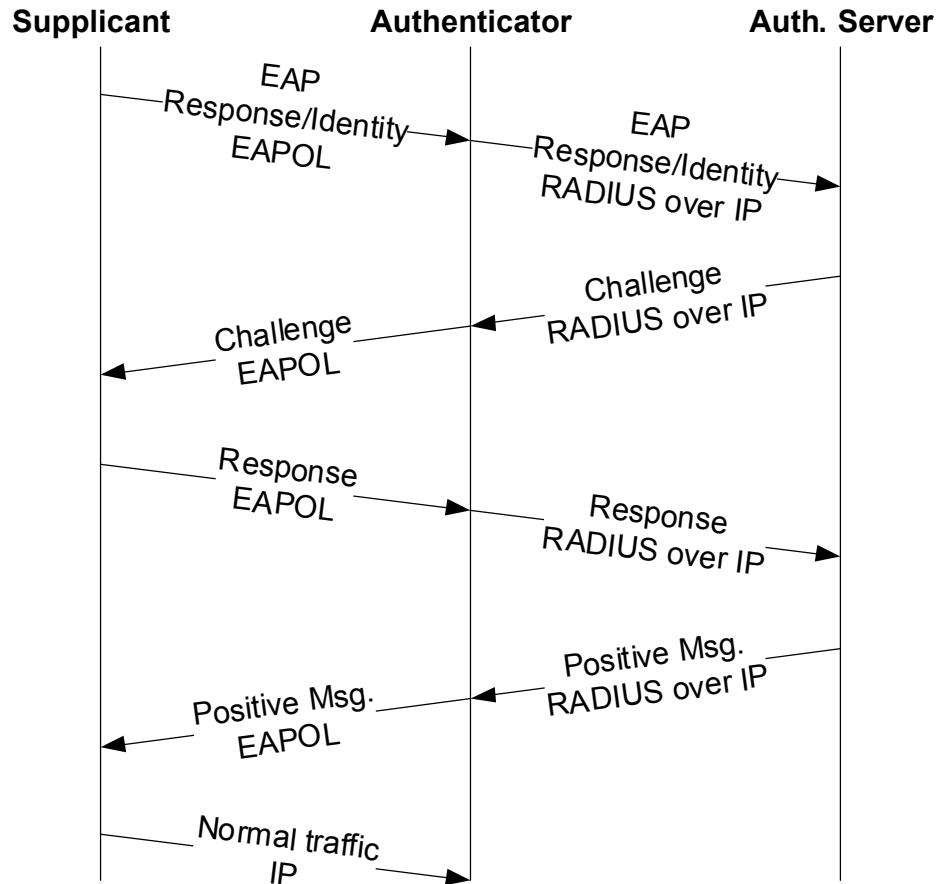 Supplicant
Authenticator
Auth. Server
EAP
Response/Identity
EAPOL
EAP
Response/Identity
RADIUS over IP
Challenge
RADIUS over IP
Challenge
EAPOL
Response
EAPOL
Response
RADIUS over IP
Positive Msg.
RADIUS over IP
Positive Msg.
EAPOL
Normal traffic
IP